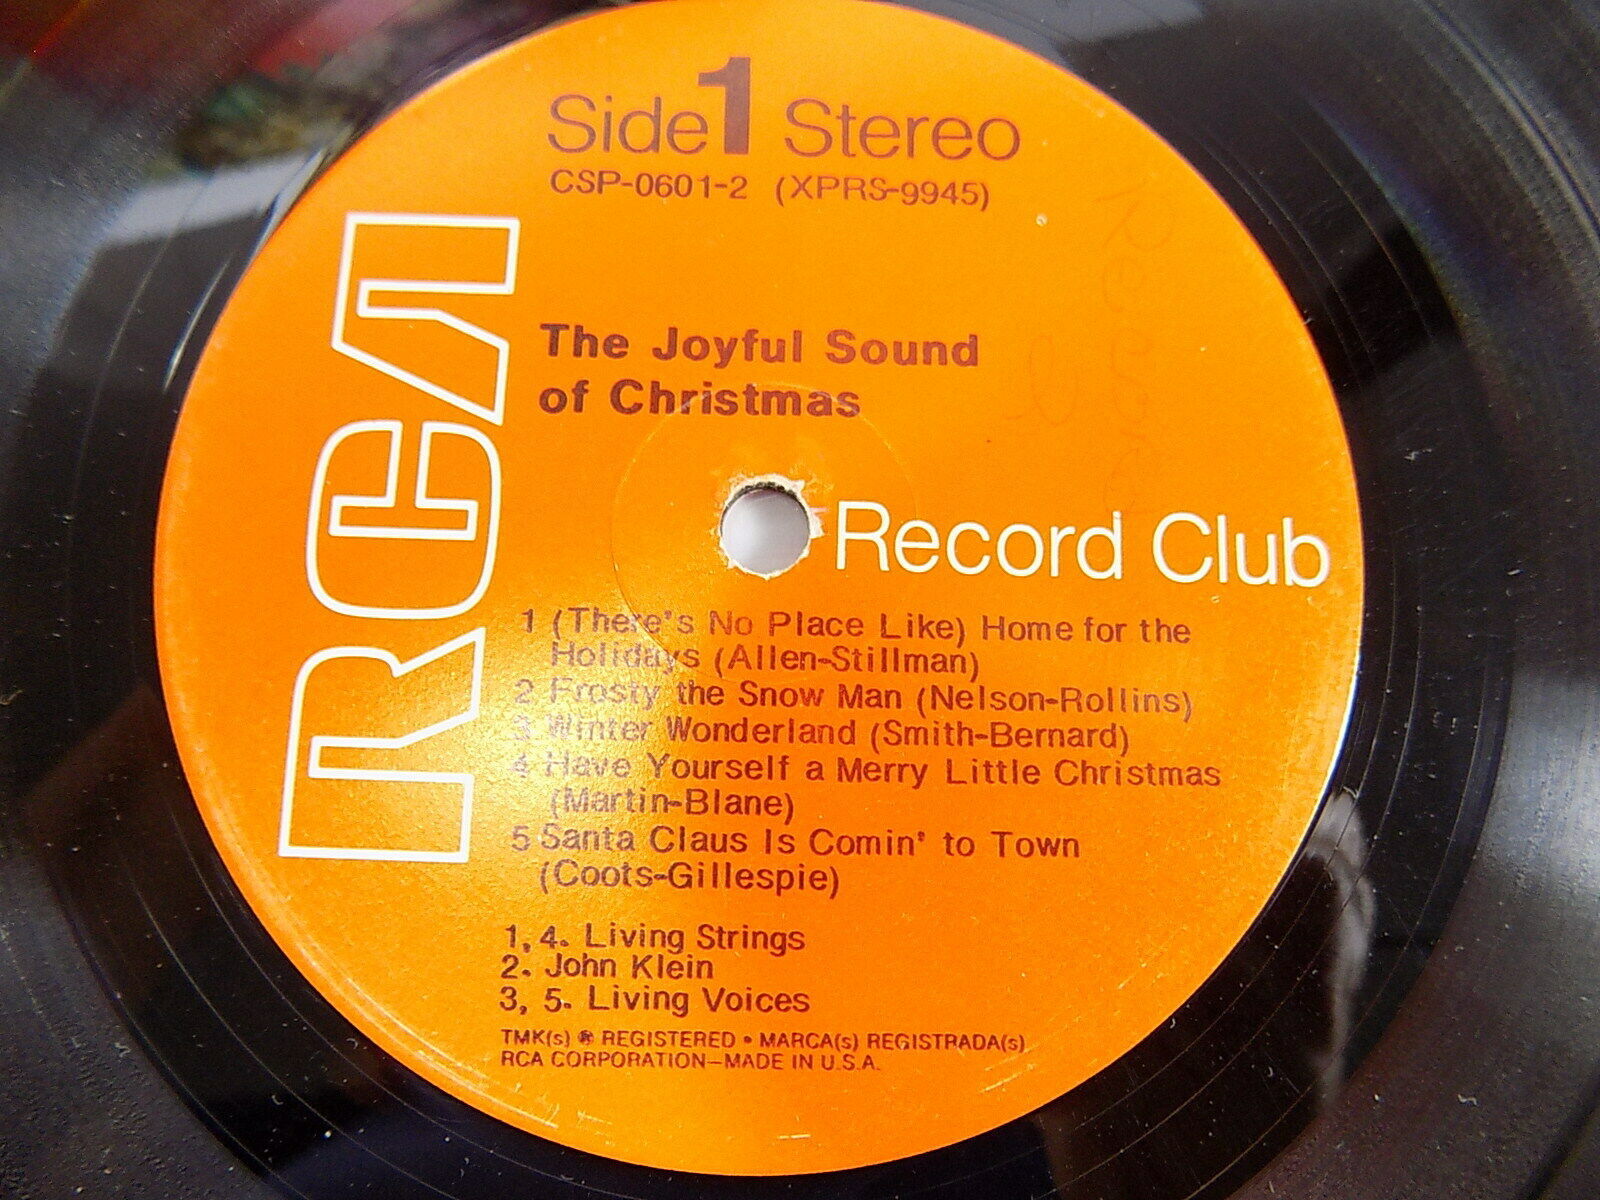 Side 1 Stereo
CSP-0601-2 (XPRS-9945)
RCA
The Joyful Sound
of Christmas
Record Club
1 (There's No Place Like) Home for the
Holidays (Allen-Stillman)
2 Frosty the Snow Man (Nelson-Rollins)
3 Winter Wonderland (Smith-Bernard)
4 Have Yourself a Merry Little Christmas
(Martin-Blane)
5 Santa Claus Is Comin' to Town
(Coots-Gillespie)
1, 4. Living Strings
2. John Klein
3, 5. Living Voices
TMK(s) ® REGISTERED • MARCA(s) REGISTRADA(s)
RCA CORPORATION—MADE IN U.S.A.